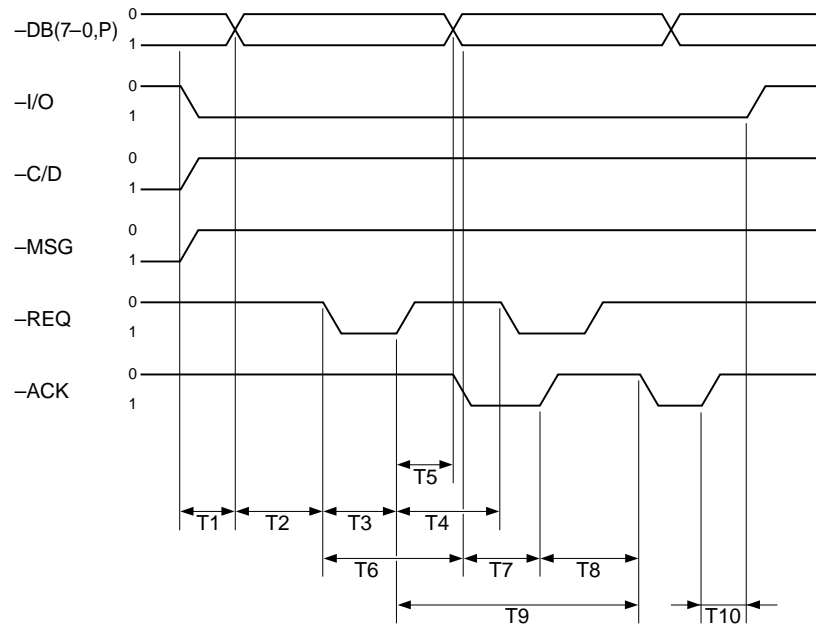 0
–DB(7–0,P)
1
0
–I/O
1
0
–C/D
1
0
–MSG
1
0
–REQ
1
0
–ACK
1
T5
T1 T2 T3 T4
T6 T7 T8
T9 T10